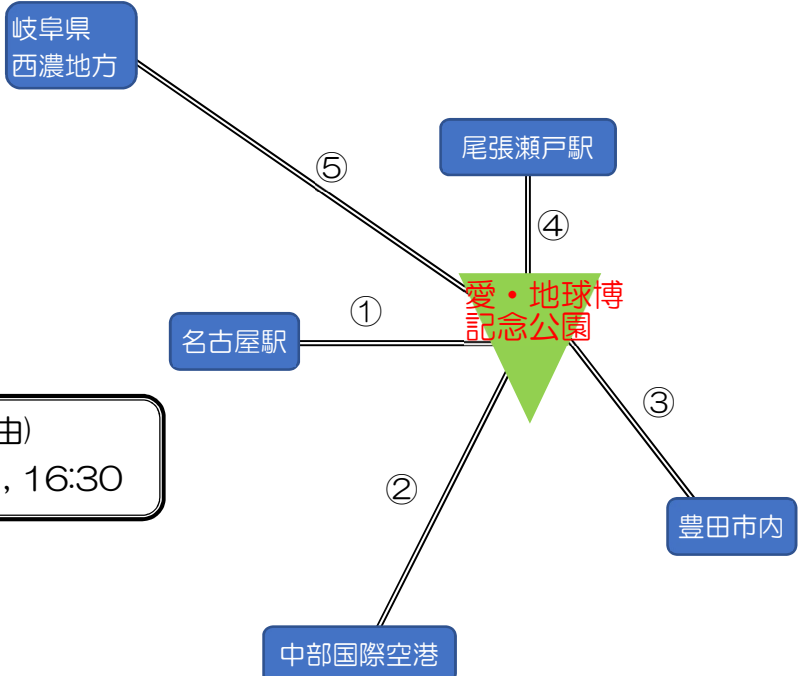 岐阜県
西濃地方
⑤
尾張瀬戸駅
④
愛・地球博
記念公園
①
名古屋駅
③
由)
, 16:30
②
豊田市内
中部国際空港